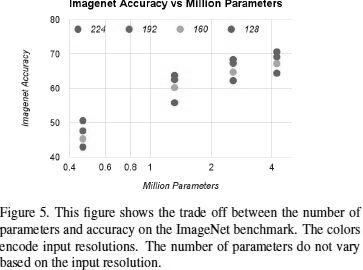 Imagenet Accuracy vs Million Parameters
224 192 160 128
80
70
60
50
40
Imagenet Accuracy
0.4 0.6 0.8 1 2 4
Million Parameters
Figure 5. This figure shows the trade off between the number of
parameters and accuracy on the ImageNet benchmark. The colors
encode input resolutions. The number of parameters do not vary
based on the input resolution.